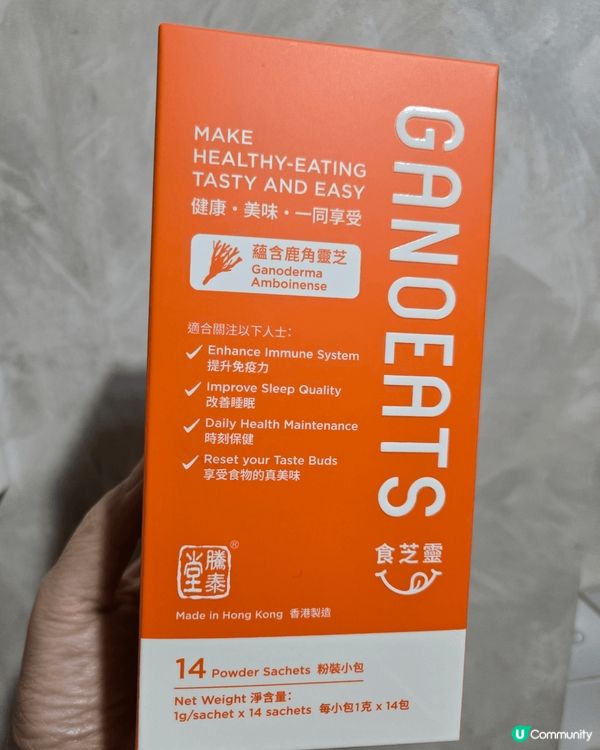 MAKE
HEALTHY-EATING
TASTY AND EASY
健康・美味・一同享受
蘊含鹿角靈芝
Ganoderma
Amboinense
適合關注以下人士:
Enhance Immune System
提升免疫力
Improve Sleep Quality
改善睡眠
Daily Health Maintenance
時刻保健
Reset your Taste Buds
享受食物的真美味
GANOEATS
食芝靈
騰泰堂®
Made in Hong Kong 香港製造
14 Powder Sachets 粉裝小包
Net Weight 淨含量:
1g/sachet x 14 sachets 每小包1克 x 14包
U Community